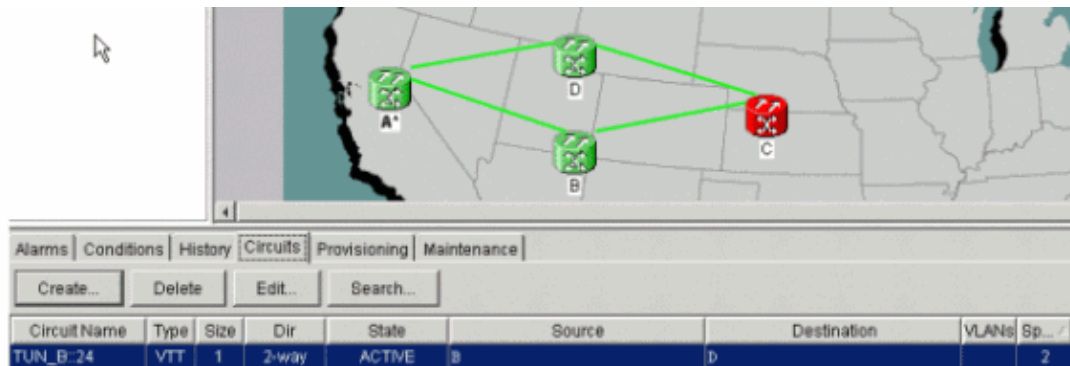 D
A*
C
B
Alarms Conditions History Circuits Provisioning Maintenance
Create... Delete Edit... Search...
Circuit Name Type Size Dir State Source Destination VLANs Sp...
TUN_B::24 VTT 1 2-way ACTIVE B D 2